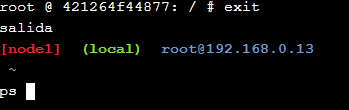 root @ 421264f44877: / # exit
salida
[node1] (local) root@192.168.0.13
~
ps